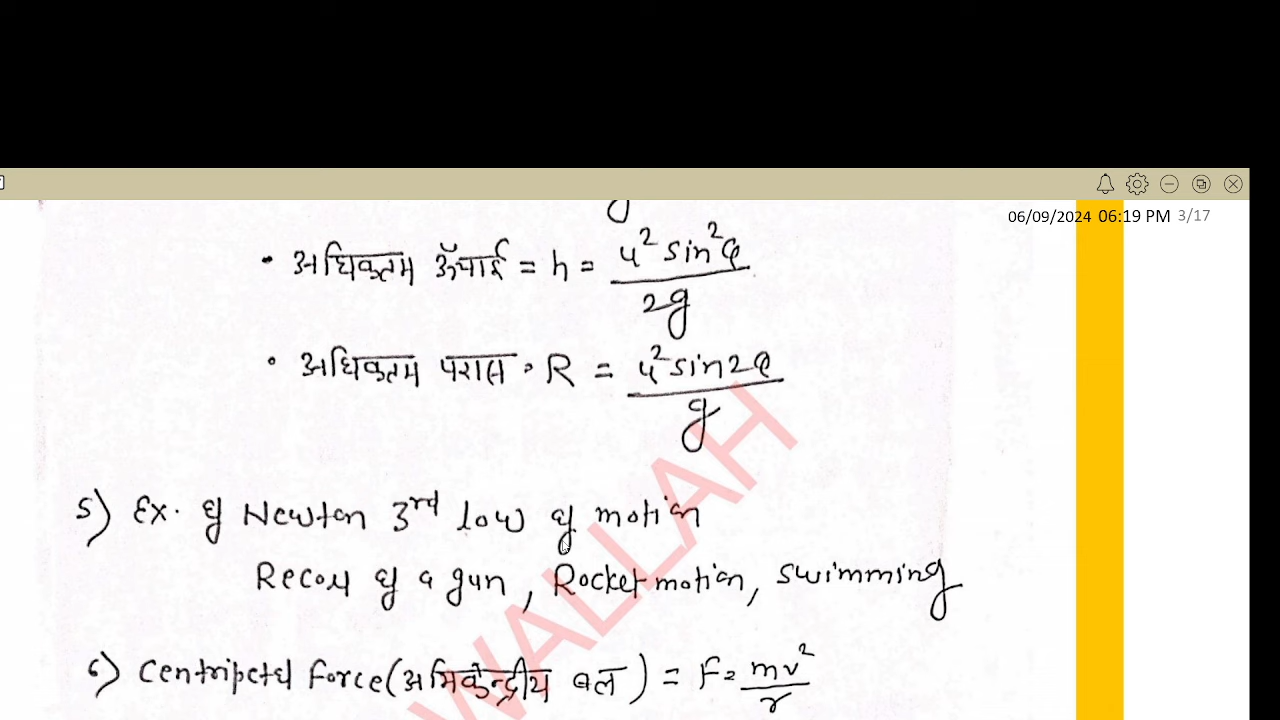 06/09/2024 06:19 PM 3/17
g
• अधिकतम ऊँचाई = h = u² sin²θ / 2g
• अधिकतम परास • R = u² sin2θ / g
5) Ex. of Newton 3rd low of motion
Recoil of a gun, Rocket motion, swimming
6) Centripetal Force (अभिकेन्द्रीय बल) = F = mv² / r
WALLAH